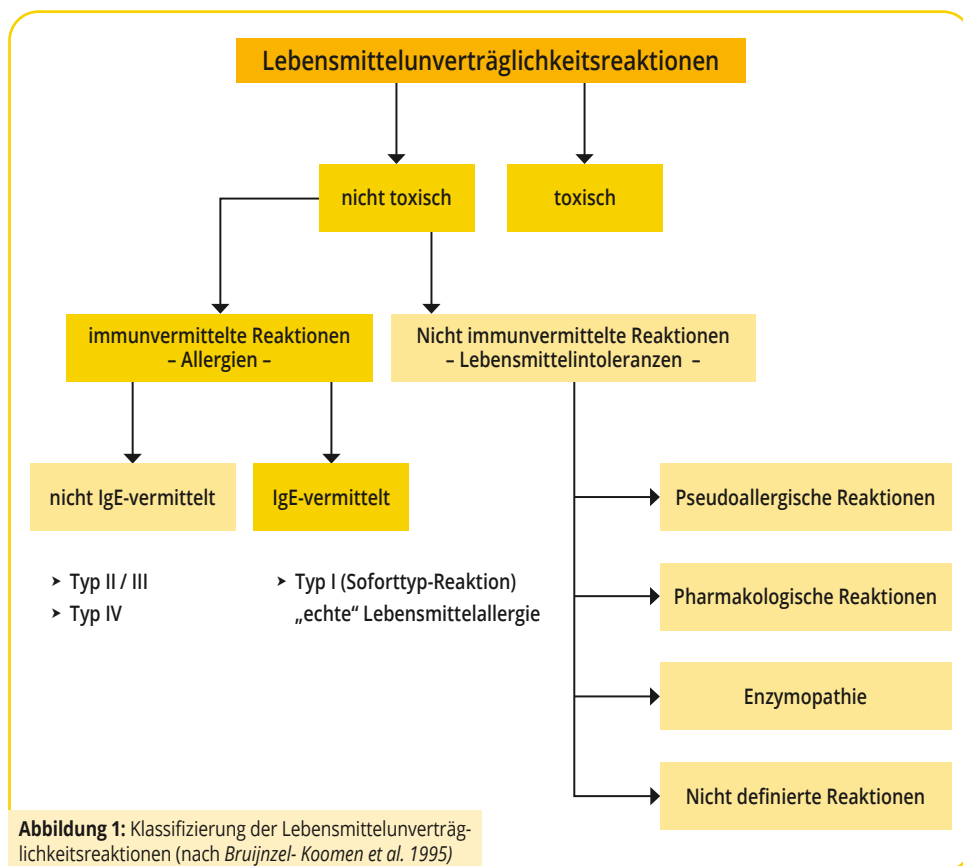 Lebensmittelunverträglichkeitsreaktionen
nicht toxisch
toxisch
immunvermittelte Reaktionen
– Allergien –
Nicht immunvermittelte Reaktionen
– Lebensmittelintoleranzen –
nicht IgE-vermittelt
IgE-vermittelt
➤ Typ II / III
➤ Typ IV
➤ Typ I (Soforttyp-Reaktion)
„echte“ Lebensmittelallergie
Pseudoallergische Reaktionen
Pharmakologische Reaktionen
Enzymopathie
Nicht definierte Reaktionen
Abbildung 1: Klassifizierung der Lebensmittelunverträg-
lichkeitsreaktionen (nach Bruijnzel- Koomen et al. 1995)